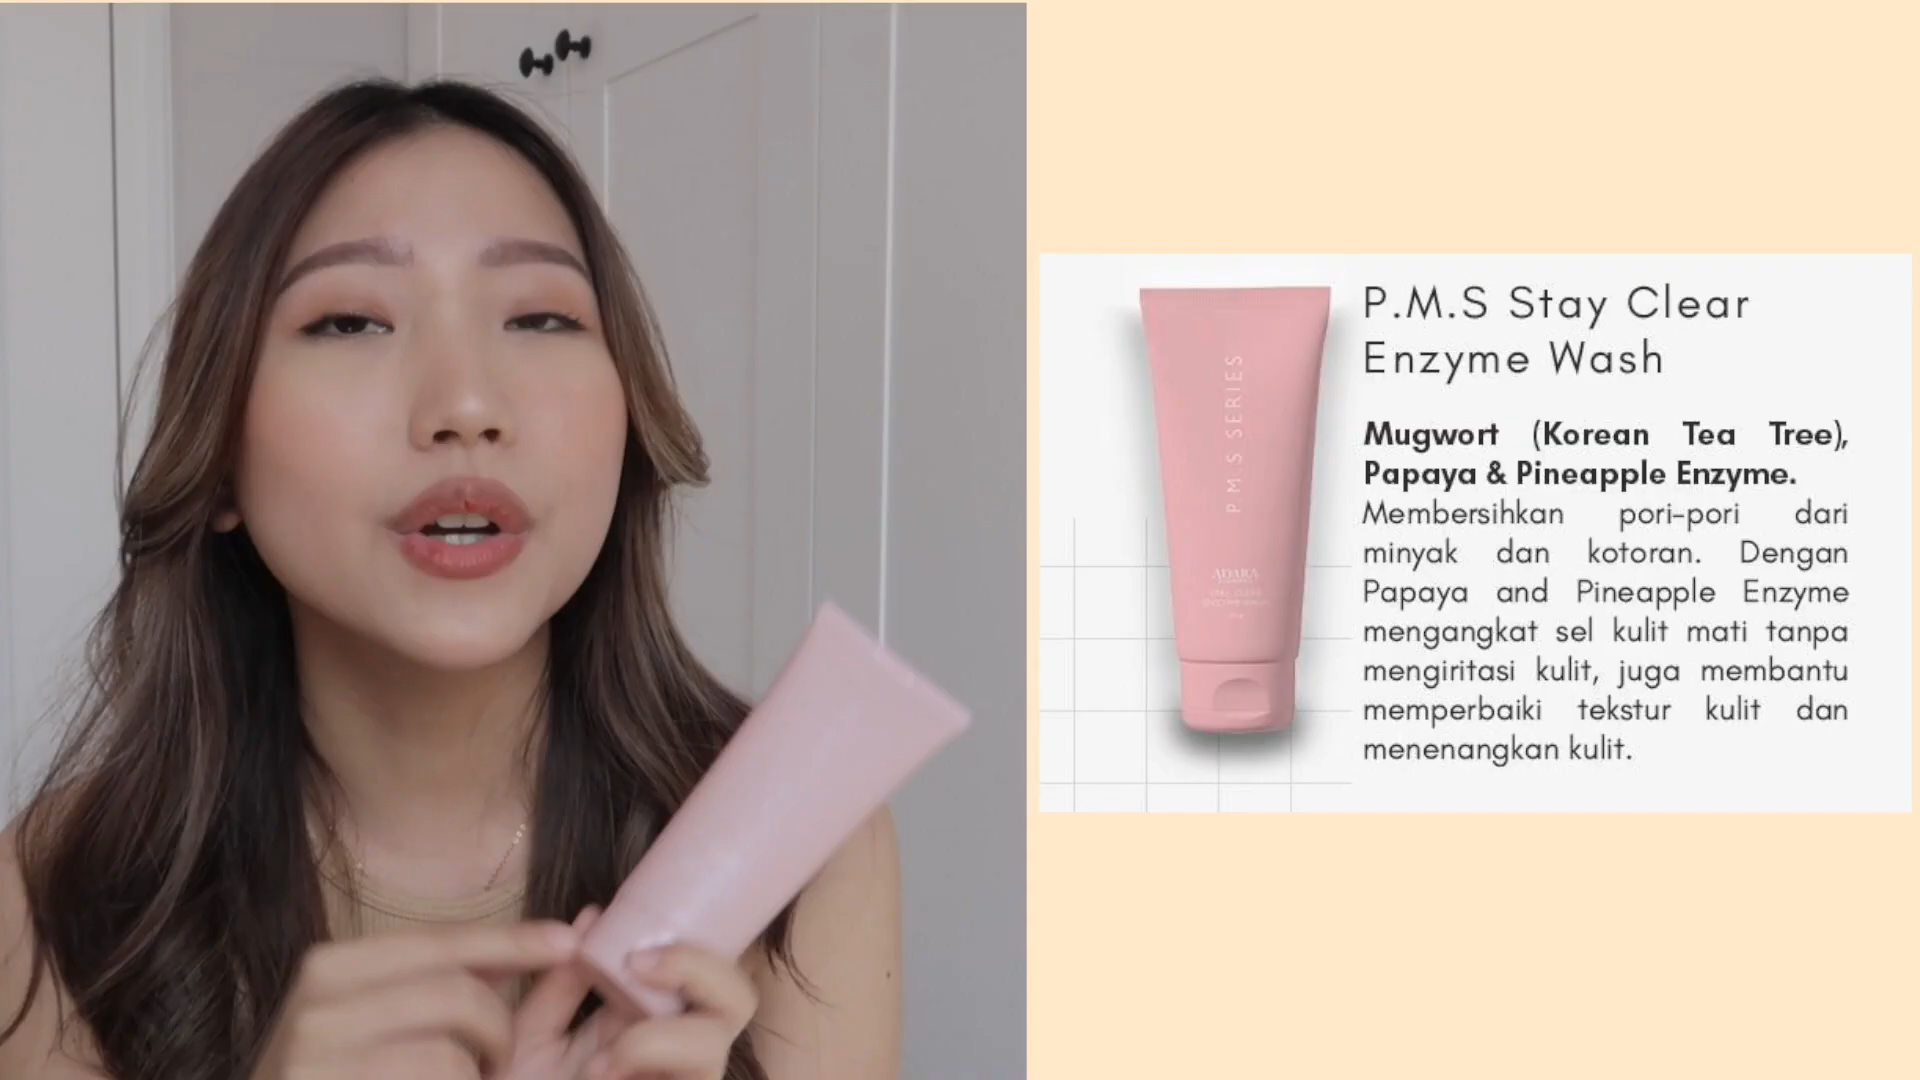 P.M.S Stay Clear
Enzyme Wash
Mugwort (Korean Tea Tree),
Papaya & Pineapple Enzyme.
Membersihkan pori-pori dari
minyak dan kotoran. Dengan
Papaya and Pineapple Enzyme
mengangkat sel kulit mati tanpa
mengiritasi kulit, juga membantu
memperbaiki tekstur kulit dan
menenangkan kulit.
P.M.S SERIES